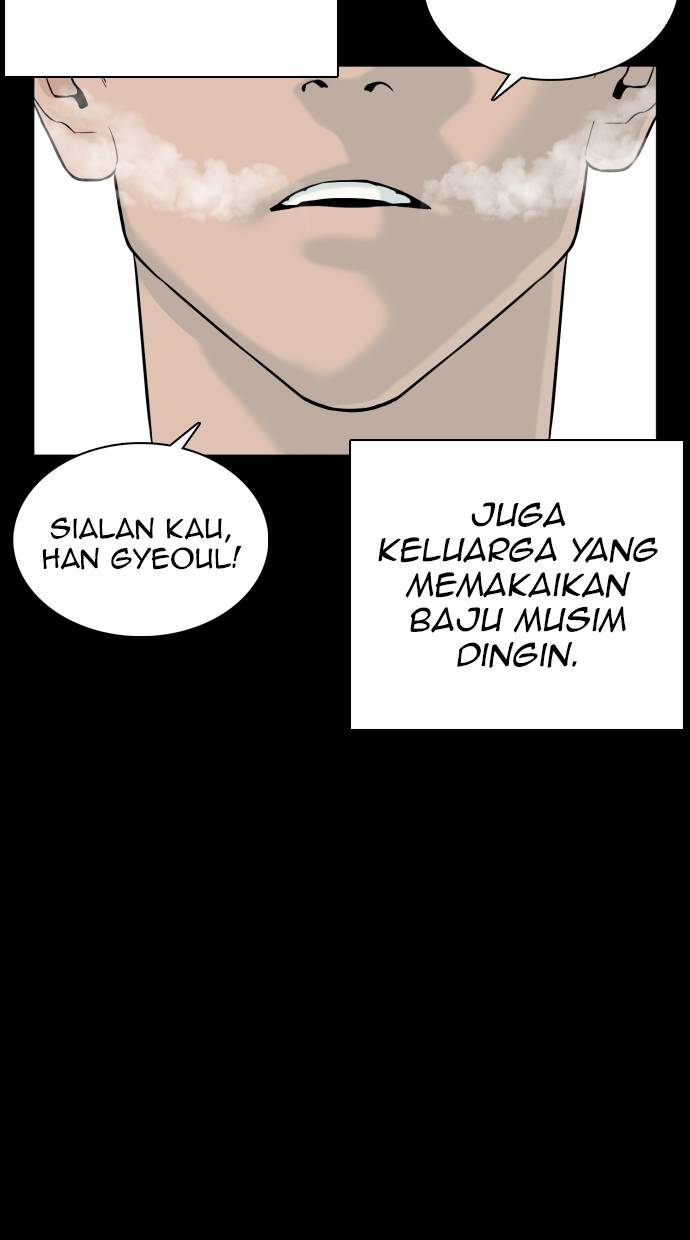 SIALAN KAU,
HAN GYEOUL!
JUGA
KELUARGA YANG
MEMAKAIKAN
BAJU MUSIM
DINGIN.